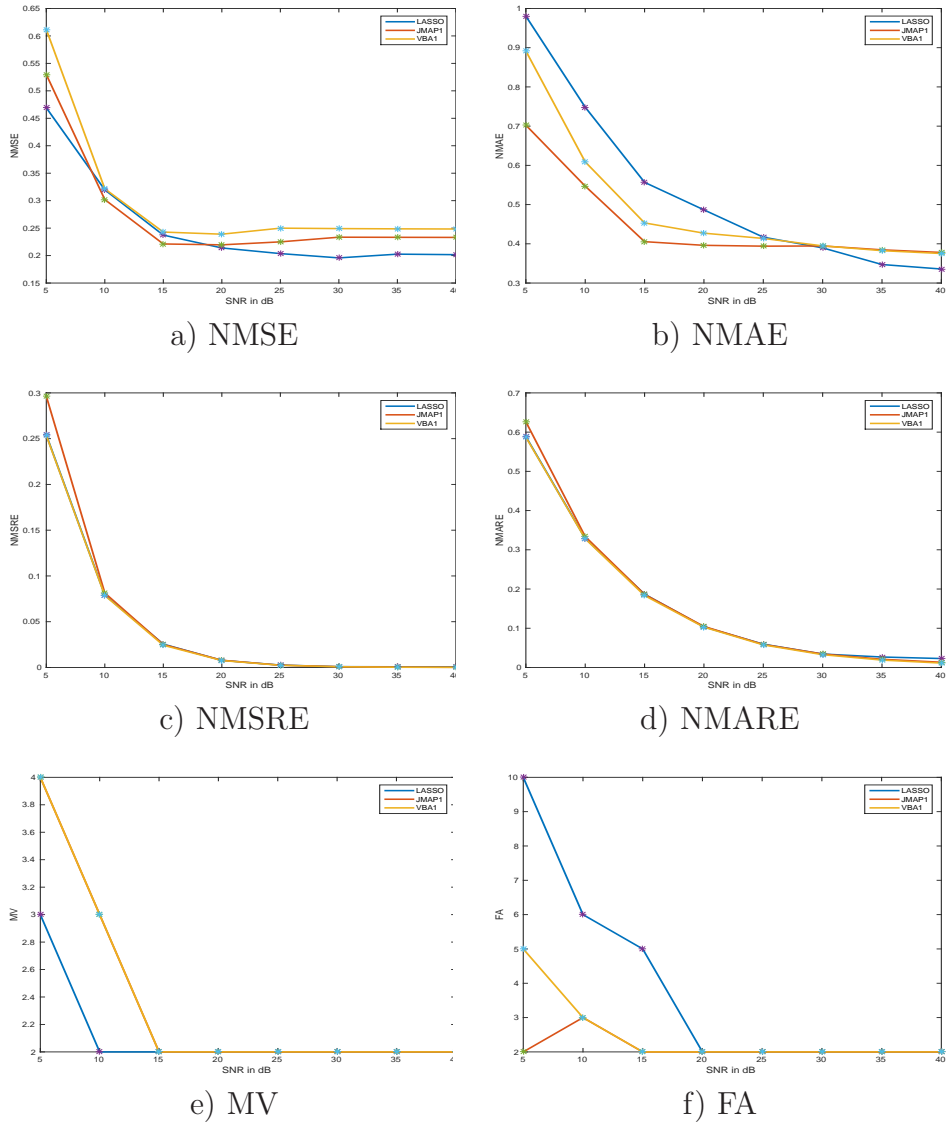 0.65
0.6
0.55
0.5
0.45
0.4
0.35
0.3
0.25
0.2
0.15
NMSE
5 10 15 20 25 30 35 40
SNR in dB
LASSO
JMAP1
VBA1
a) NMSE
1
0.9
0.8
0.7
0.6
0.5
0.4
0.3
NMAE
5 10 15 20 25 30 35 40
SNR in dB
LASSO
JMAP1
VBA1
b) NMAE
0.3
0.25
0.2
0.15
0.1
0.05
0
NMSRE
5 10 15 20 25 30 35 40
SNR in dB
LASSO
JMAP1
VBA1
c) NMSRE
0.7
0.6
0.5
0.4
0.3
0.2
0.1
0
NMARE
5 10 15 20 25 30 35 40
SNR in dB
LASSO
JMAP1
VBA1
d) NMARE
4
3.8
3.6
3.4
3.2
3
2.8
2.6
2.4
2.2
2
MV
5 10 15 20 25 30 35 40
SNR in dB
LASSO
JMAP1
VBA1
e) MV
10
9
8
7
6
5
4
3
2
FA
5 10 15 20 25 30 35 40
SNR in dB
LASSO
JMAP1
VBA1
f) FA